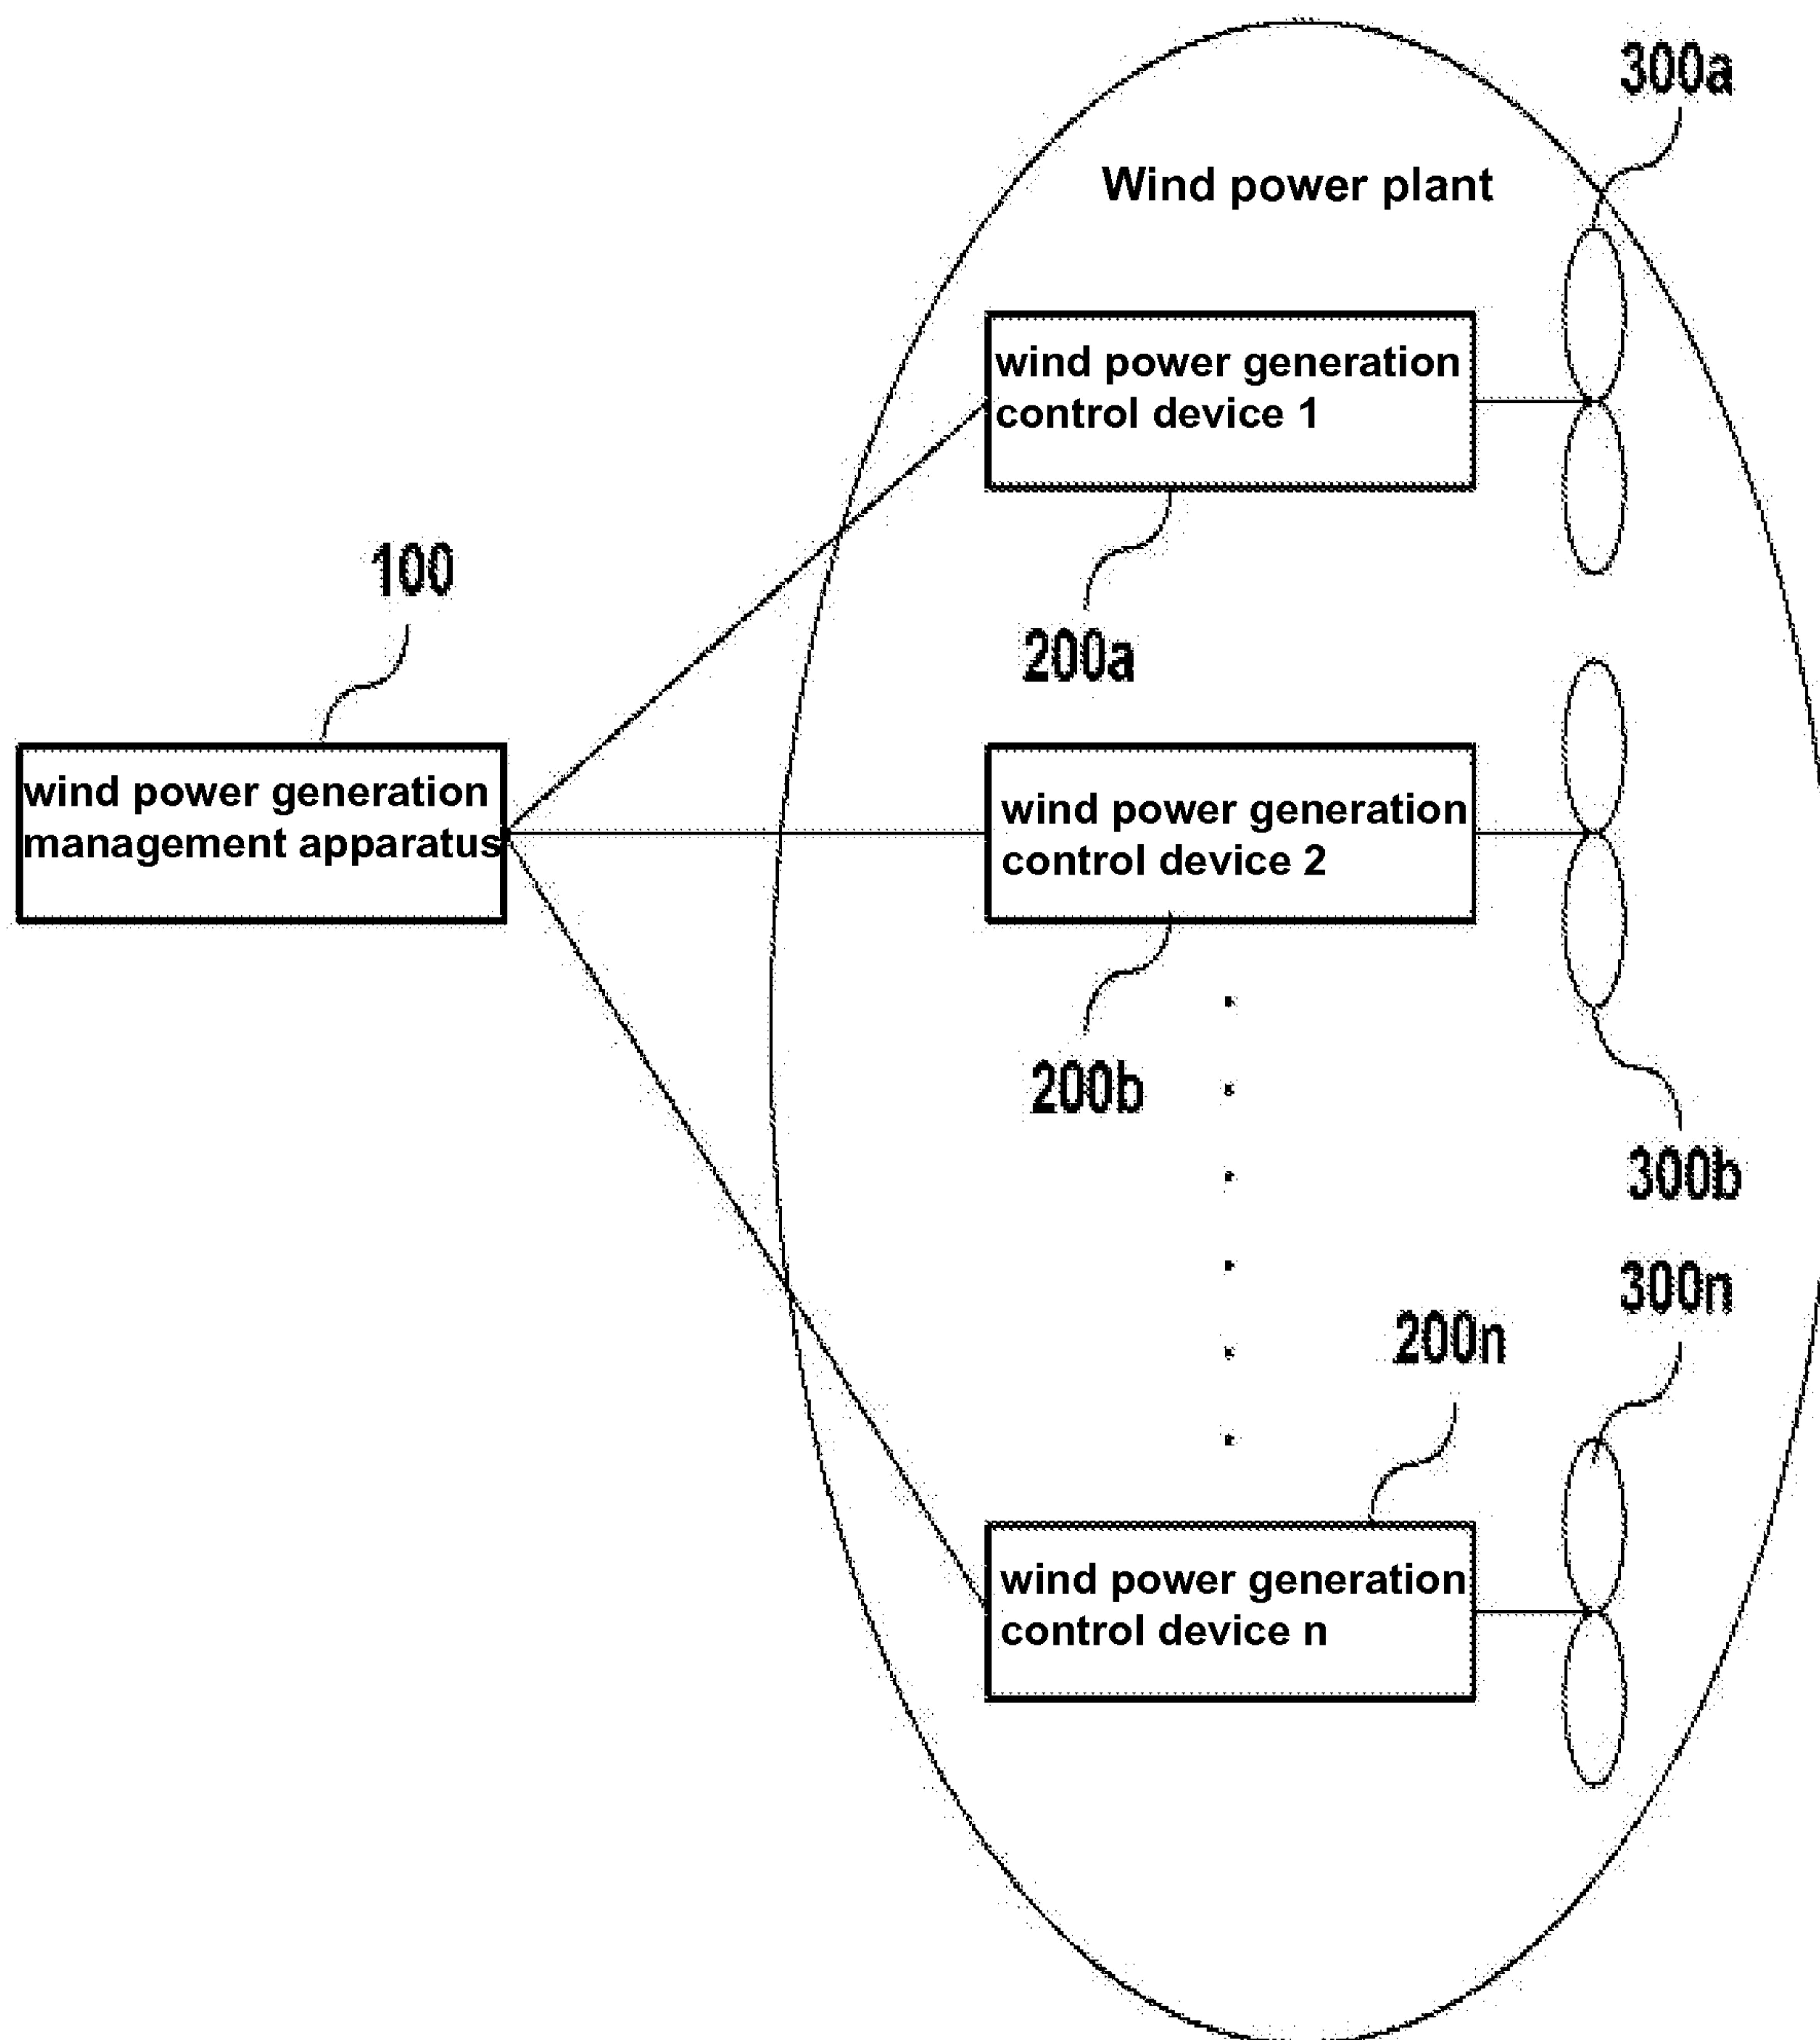 300a
Wind power plant
wind power generation
control device 1
100
200a
wind power generation
management apparatus
wind power generation
control device 2
200b
300b
300n
200n
wind power generation
control device n